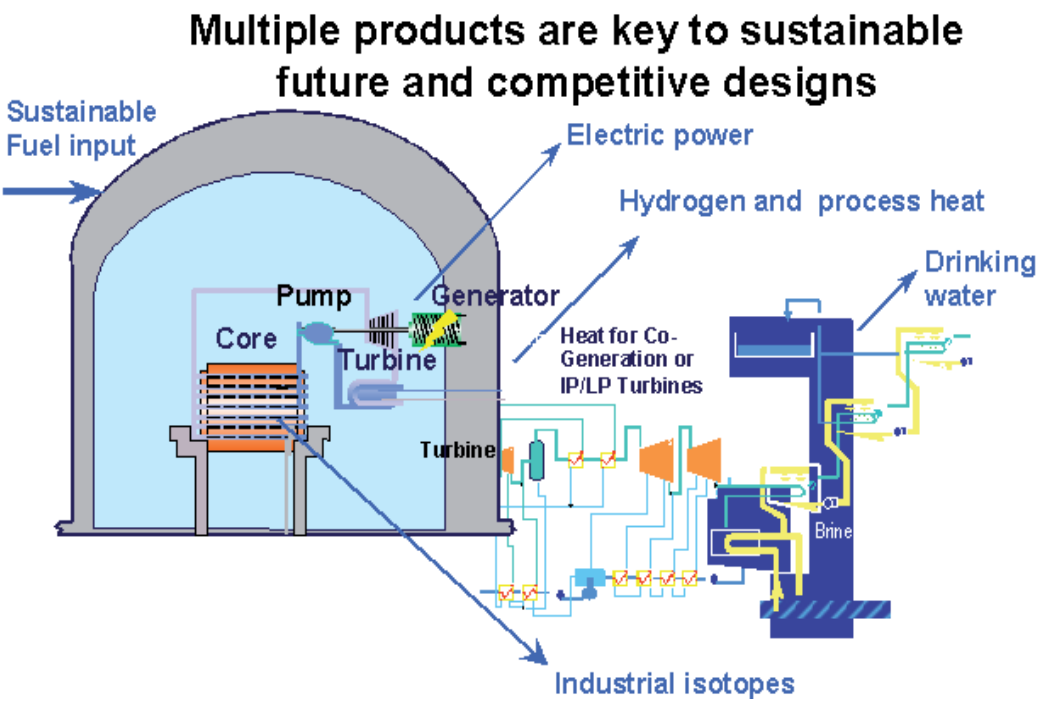 Multiple products are key to sustainable
future and competitive designs
Sustainable
Fuel input
Electric power
Hydrogen and process heat
Drinking
water
Pump
Generator
Core
Turbine
Heat for Co-
Generation or
IP/LP Turbines
Turbine
Brine
Industrial isotopes